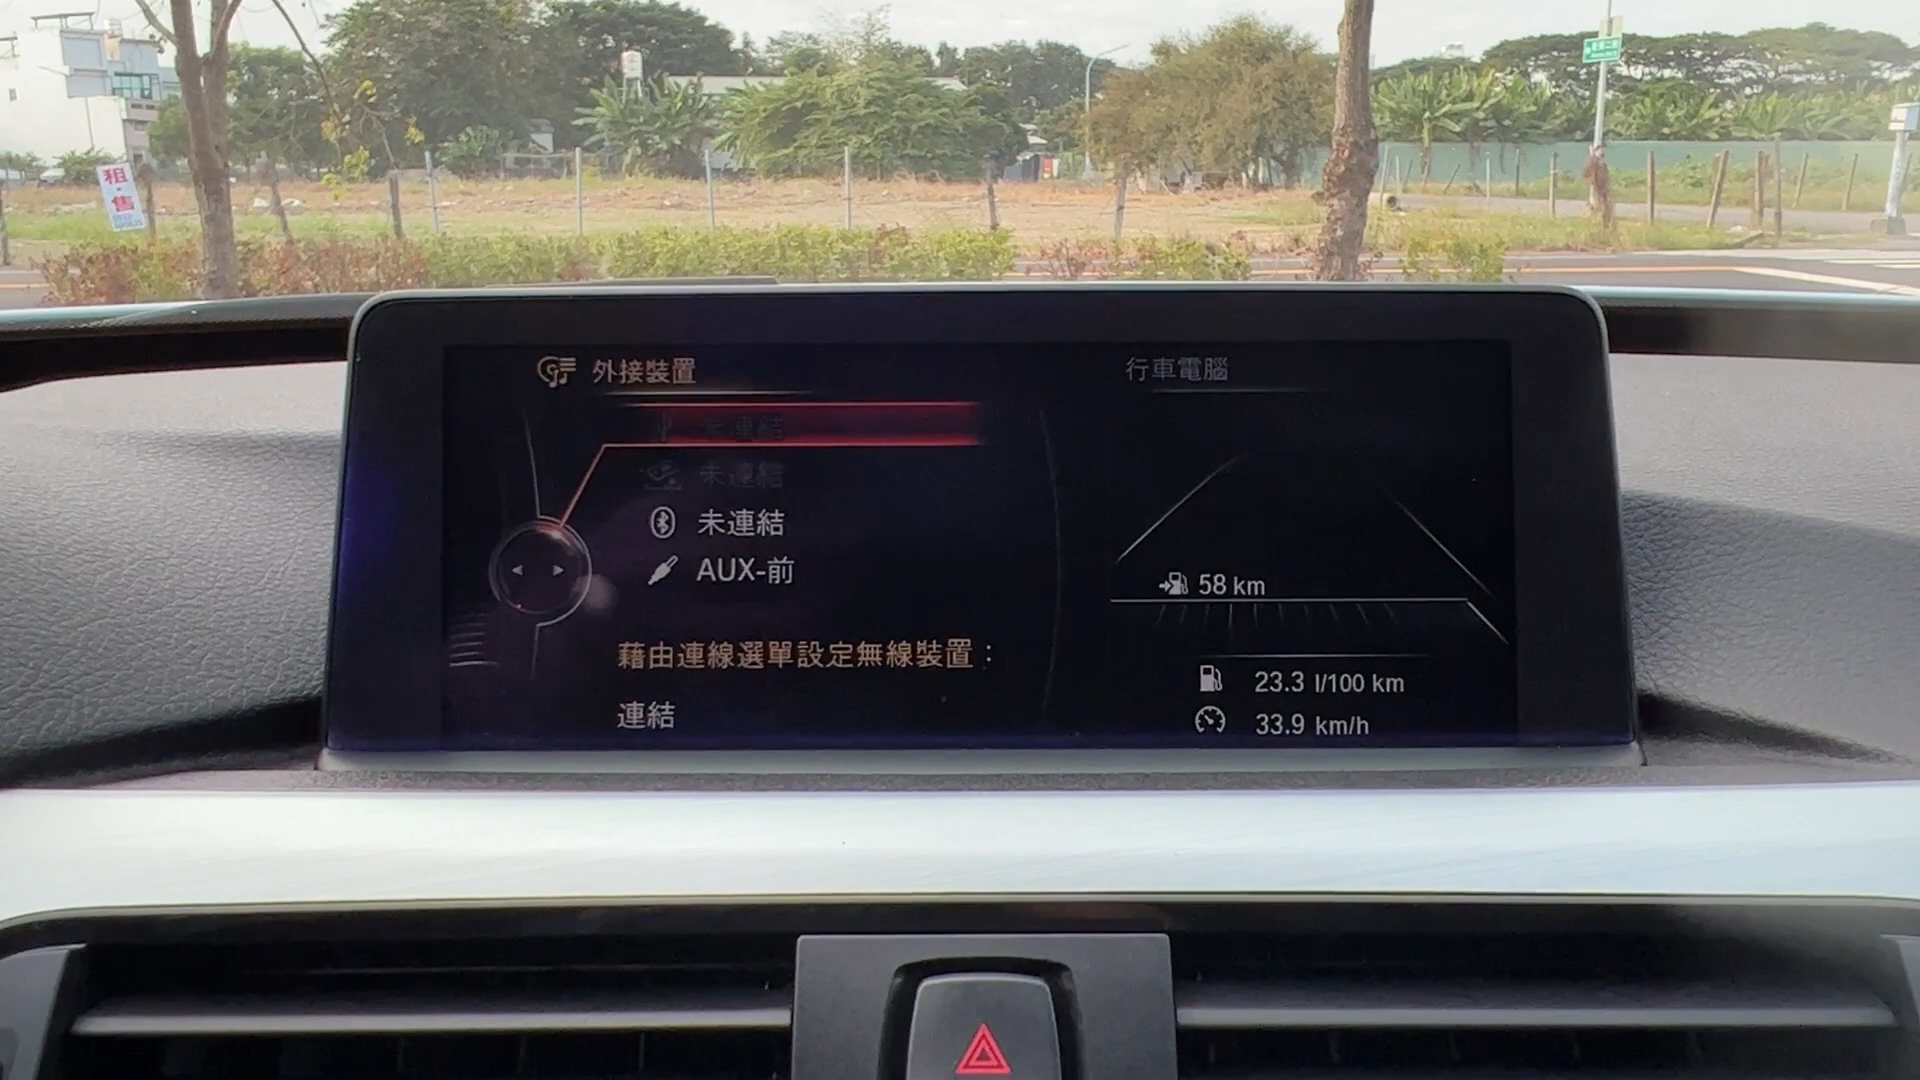 租·售
外接裝置
行車電腦
未連結
未連結
未連結
AUX-前
58 km
藉由連線選單設定無線裝置：
連結
23.3 l/100 km
33.9 km/h